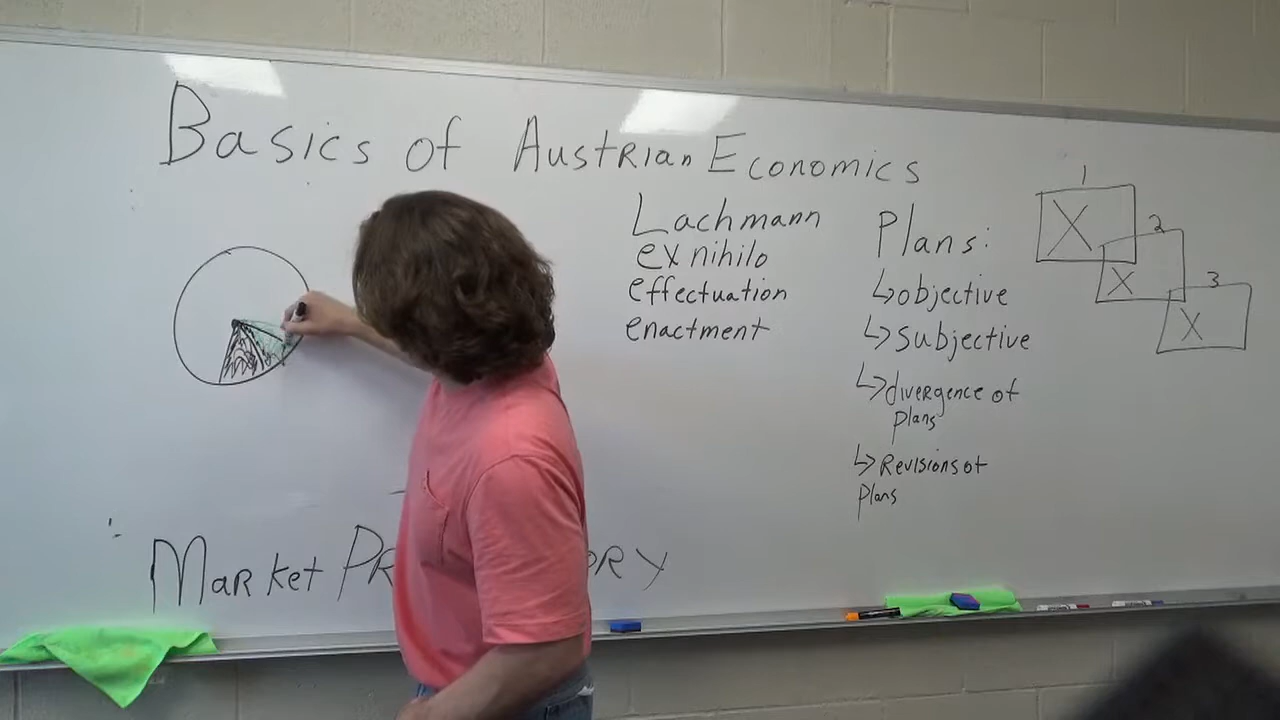 Basics of Austrian Economics
Lachmann
ex nihilo
effectuation
enactment
Plans:
↳objective
↳Subjective
↳divergence of
Plans
↳Revisions of
Plans
1
X
2
X
3
X
Market